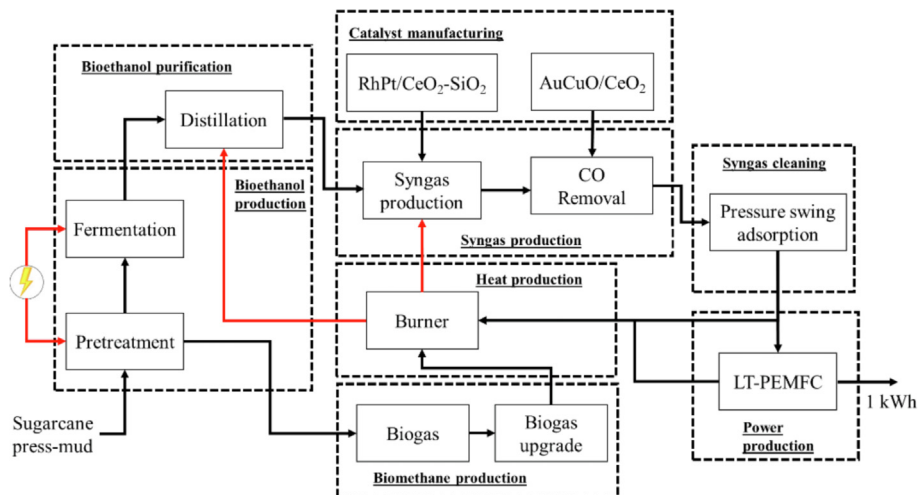 Catalyst manufacturing
RhPt/CeO₂-SiO₂
AuCuO/CeO₂
Bioethanol purification
Distillation
Bioethanol
production
Fermentation
Pretreatment
Sugarcane
press-mud
Syngas
production
CO
Removal
Syngas production
Syngas cleaning
Pressure swing
adsorption
Heat production
Burner
LT-PEMFC
1 kWh
Power
production
Biogas
Biogas
upgrade
Biomethane production